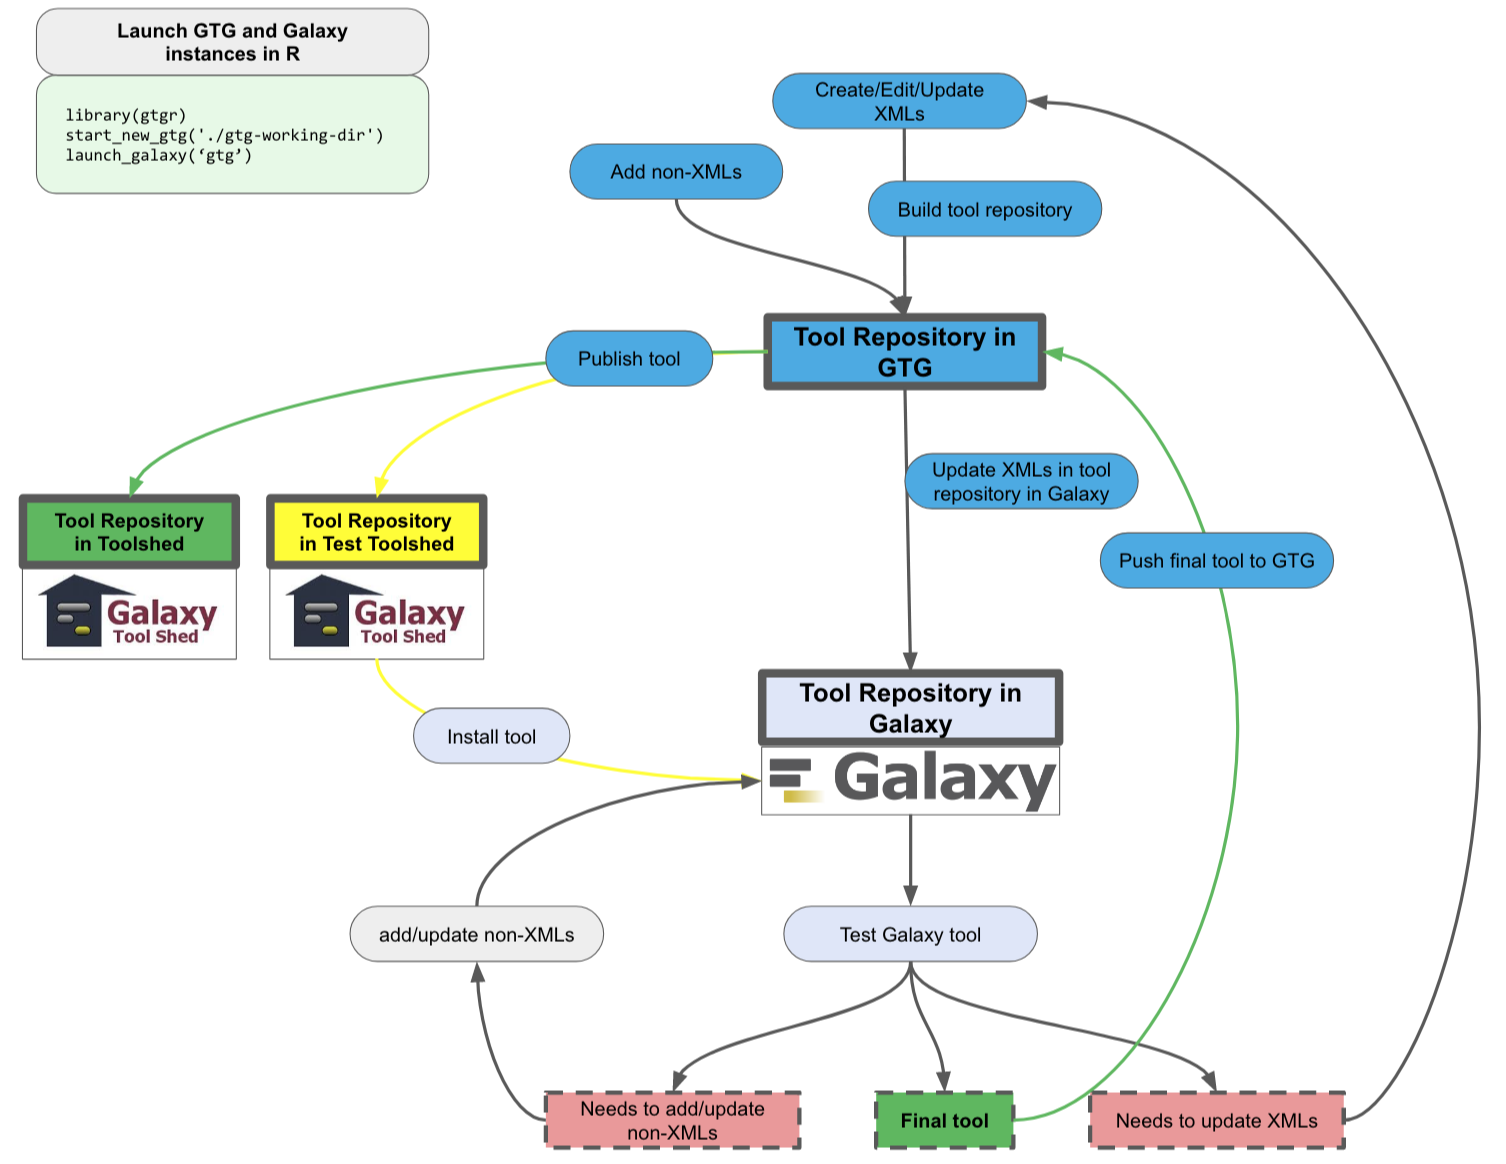 Launch GTG and Galaxy
instances in R
library(gtgr)
start_new_gtg('./gtg-working-dir')
launch_galaxy(‘gtg’)
Create/Edit/Update
XMLs
Add non-XMLs
Build tool repository
Tool Repository in
GTG
Publish tool
Update XMLs in tool
repository in Galaxy
Tool Repository
in Toolshed
Galaxy
Tool Shed
Tool Repository
in Test Toolshed
Galaxy
Tool Shed
Push final tool to GTG
Tool Repository in
Galaxy
Galaxy
Install tool
add/update non-XMLs
Test Galaxy tool
Needs to add/update
non-XMLs
Final tool
Needs to update XMLs